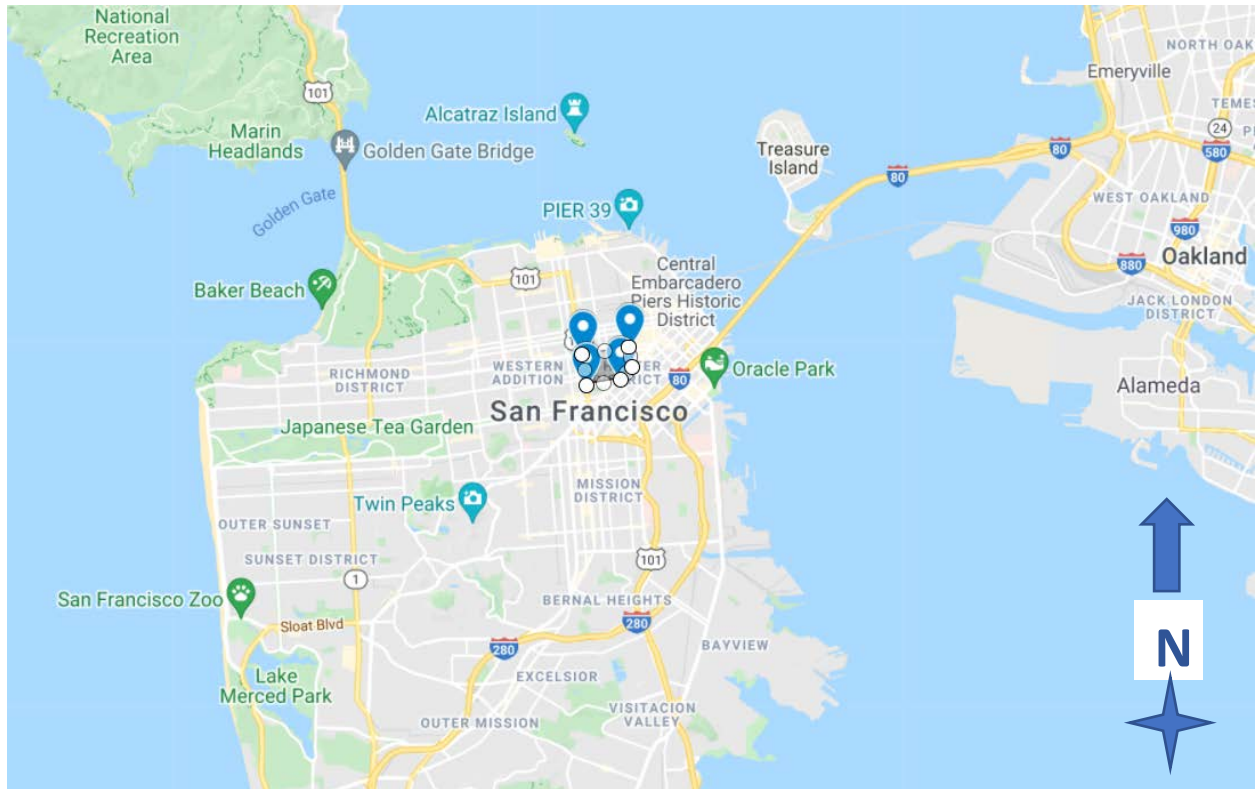 National
Recreation
Area
NORTH OAK
Emeryville
101
Alcatraz Island
TEMES
24
Marin
Headlands
Golden Gate Bridge
Treasure
Island
80
580
80
Golden Gate
PIER 39
WEST OAKLAND
980
Oakland
880
Central
Embarcadero
Piers Historic
District
101
Baker Beach
JACK LONDON
DISTRICT
WESTERN
ADDITION
RICHMOND
DISTRICT
DISTRICT
80
Oracle Park
Alameda
San Francisco
Japanese Tea Garden
MISSION
DISTRICT
Twin Peaks
OUTER SUNSET
SUNSET DISTRICT
101
1
San Francisco Zoo
BERNAL HEIGHTS
Sloat Blvd
280
280
BAYVIEW
N
Lake
Merced Park
EXCELSIOR
VISITACION
VALLEY
OUTER MISSION